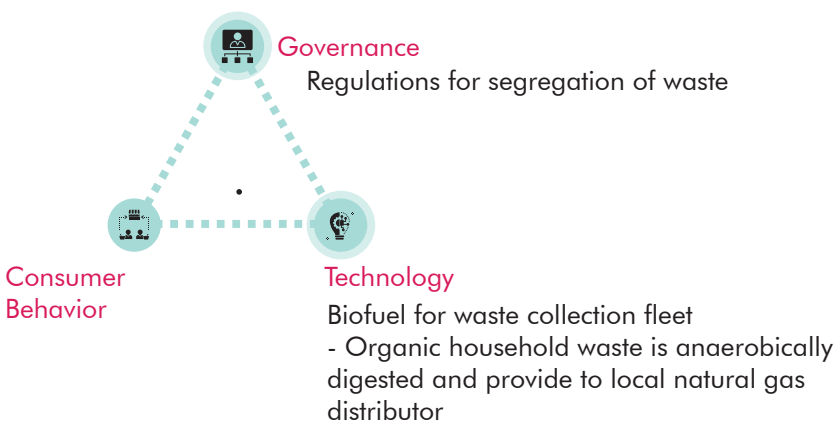 Governance
Regulations for segregation of waste
Consumer
Behavior
Technology
Biofuel for waste collection fleet
- Organic household waste is anaerobically
digested and provide to local natural gas
distributor